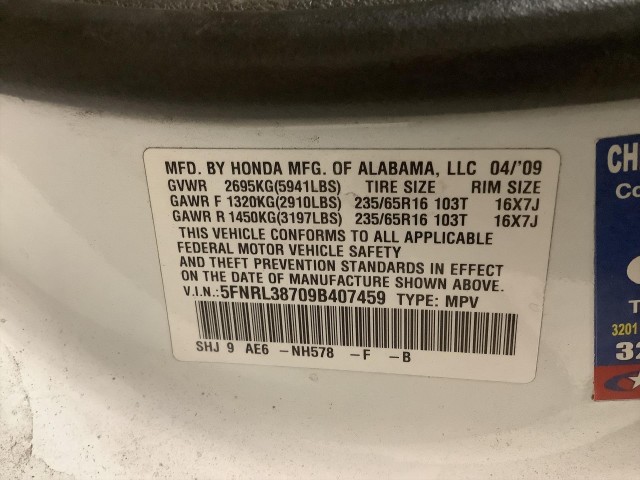 MFD. BY HONDA MFG. OF ALABAMA, LLC 04/'09
GVWR 2695KG(5941LBS) TIRE SIZE RIM SIZE
GAWR F 1320KG(2910LBS) 235/65R16 103T 16X7J
GAWR R 1450KG(3197LBS) 235/65R16 103T 16X7J
THIS VEHICLE CONFORMS TO ALL APPLICABLE
FEDERAL MOTOR VEHICLE SAFETY
AND THEFT PREVENTION STANDARDS IN EFFECT
ON THE DATE OF MANUFACTURE SHOWN ABOVE.
V.I.N.:5FNRL38709B407459 TYPE: MPV
SHJ 9 AE6 -NH578 -F -B
3201